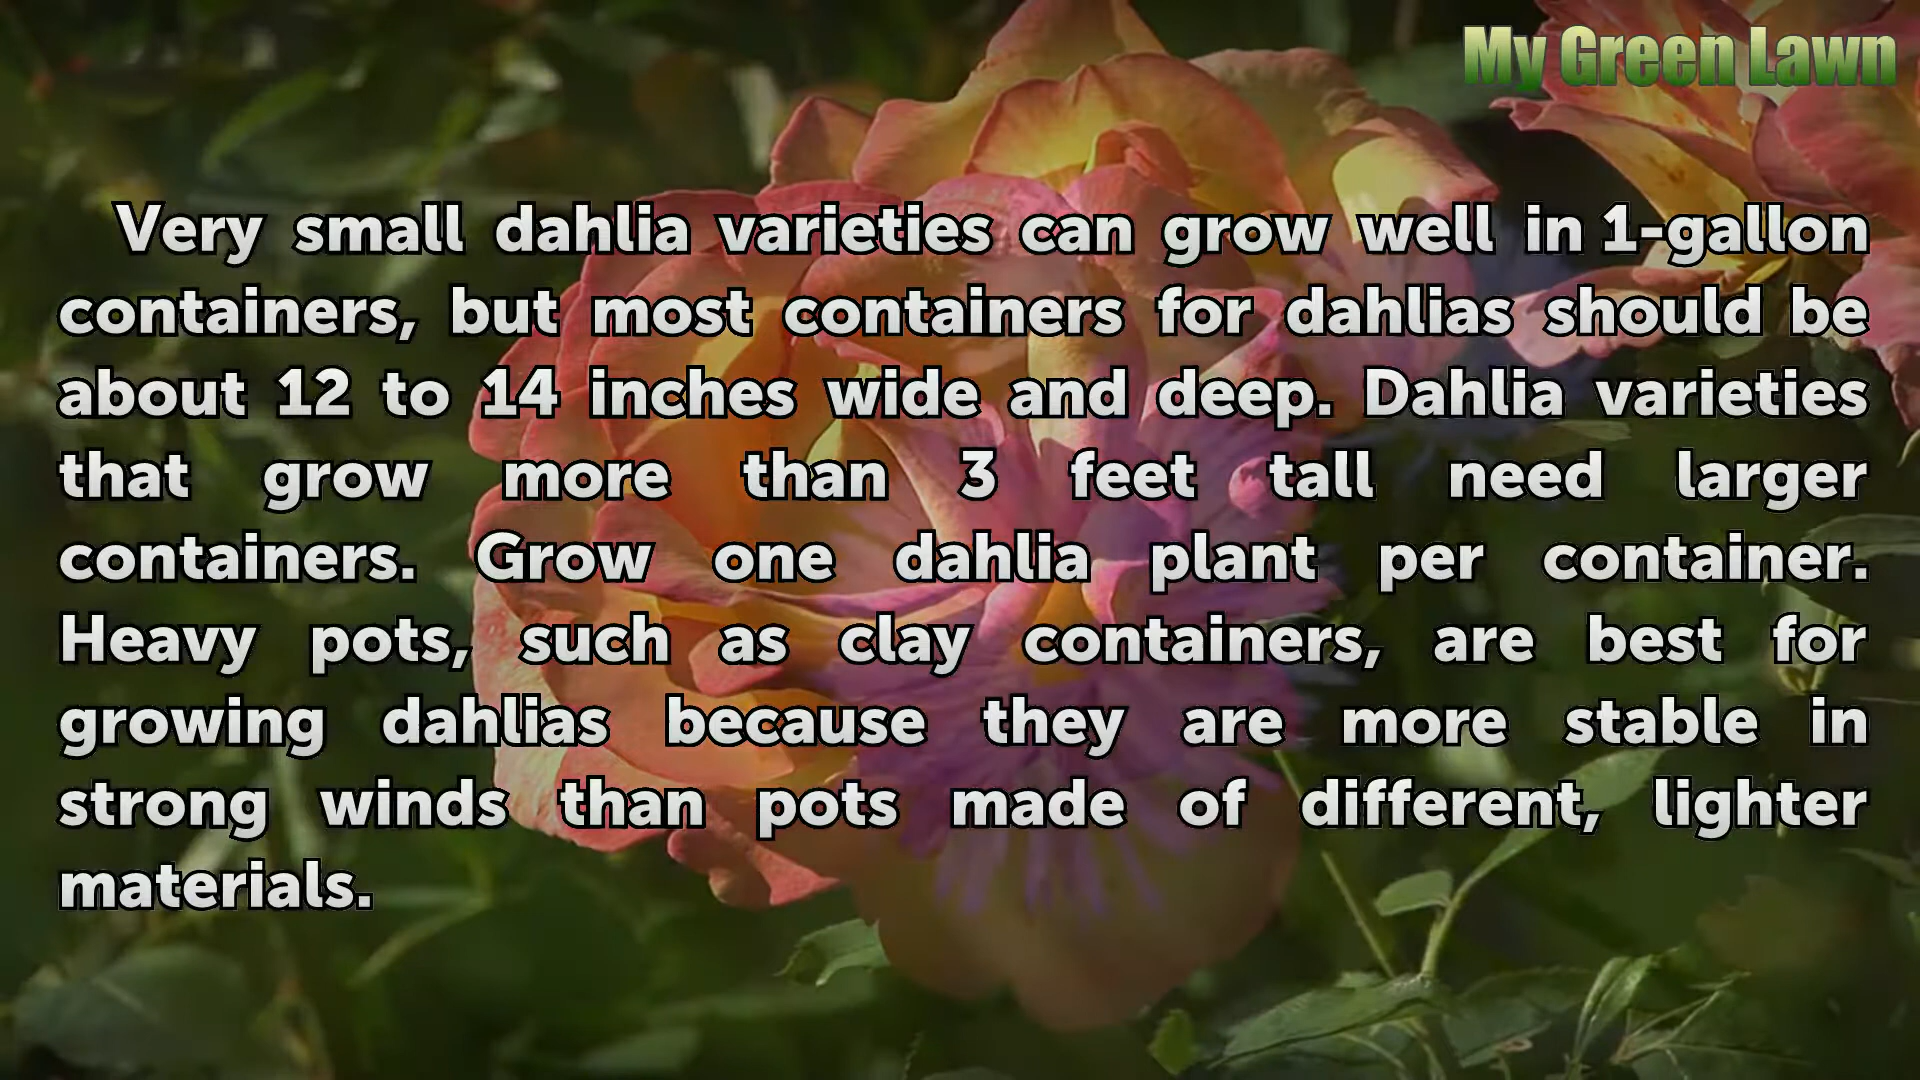 My Green Lawn
Very small dahlia varieties can grow well in 1-gallon
containers, but most containers for dahlias should be
about 12 to 14 inches wide and deep. Dahlia varieties
that grow more than 3 feet tall need larger
containers. Grow one dahlia plant per container.
Heavy pots, such as clay containers, are best for
growing dahlias because they are more stable in
strong winds than pots made of different, lighter
materials.